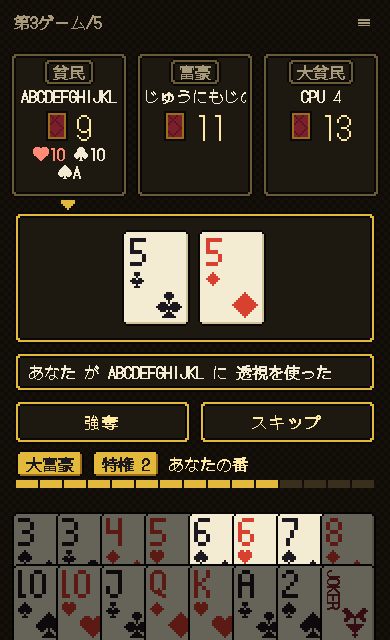 第3ゲーム/5
貧民 富豪 大貧民
ABCDEFGHIJKL じゅうにもじ CPU 4
9 11 13
♥10 ♣10
♠A
5 5
あなた が ABCDEFGHIJKL に 透視を使った
強奪 スキップ
大富豪 特権 2 あなたの番
3 3 4 5 6 6 7 8
10 10 J Q K A 2 JOKER